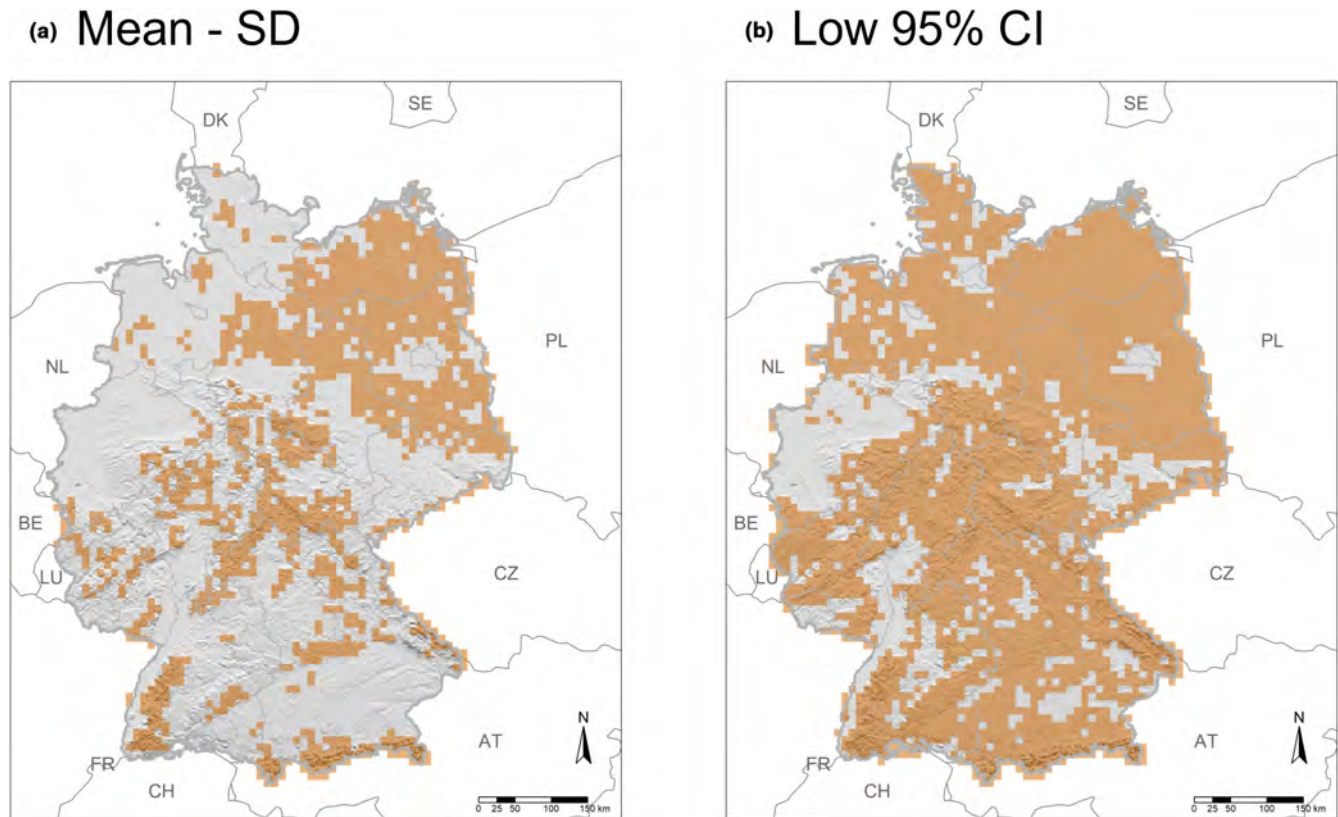 (a) Mean - SD
(b) Low 95% CI
DK
SE
NL
PL
BE
LU
CZ
FR
CH
AT
N
0 25 50 100 150 km
DK
SE
NL
PL
BE
LU
CZ
FR
CH
AT
N
0 25 50 100 150 km